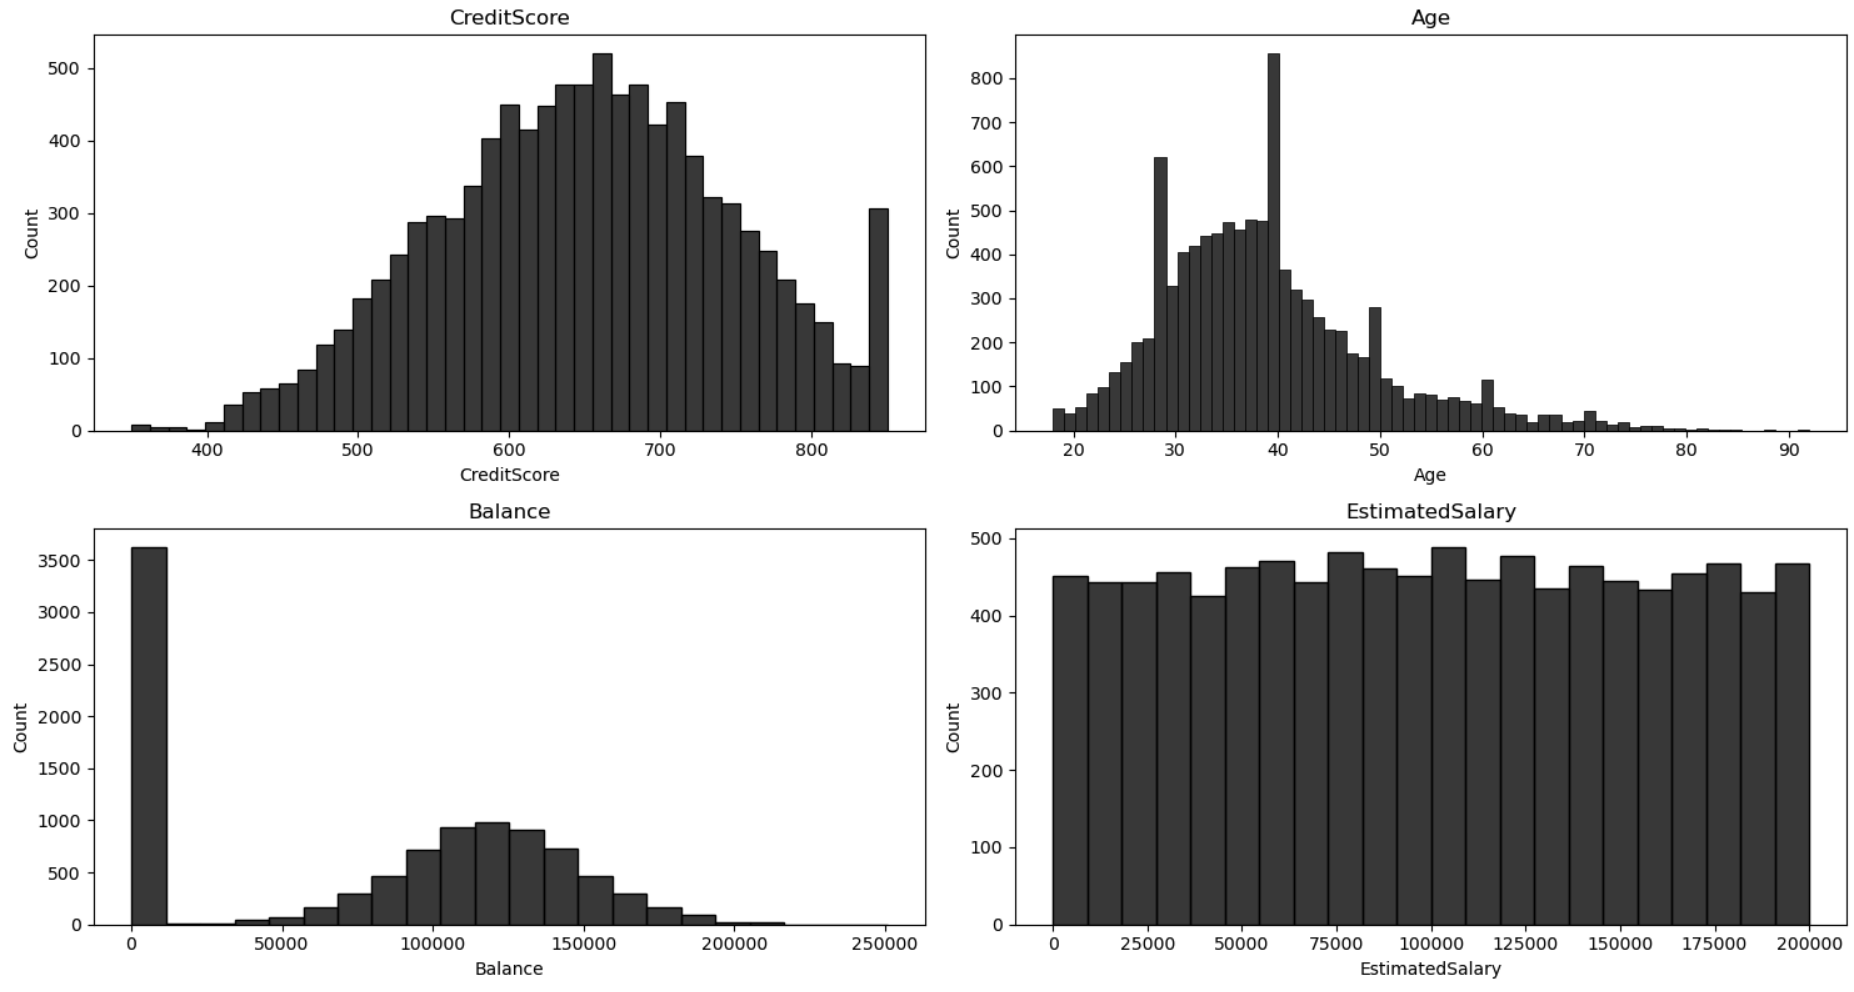 CreditScore
500
400
300
200
100
0
Count
400 500 600 700 800
CreditScore
Age
800
700
600
500
400
300
200
100
0
Count
20 30 40 50 60 70 80 90
Age
Balance
3500
3000
2500
2000
1500
1000
500
0
Count
0 50000 100000 150000 200000 250000
Balance
EstimatedSalary
500
400
300
200
100
0
Count
0 25000 50000 75000 100000 125000 150000 175000 200000
EstimatedSalary